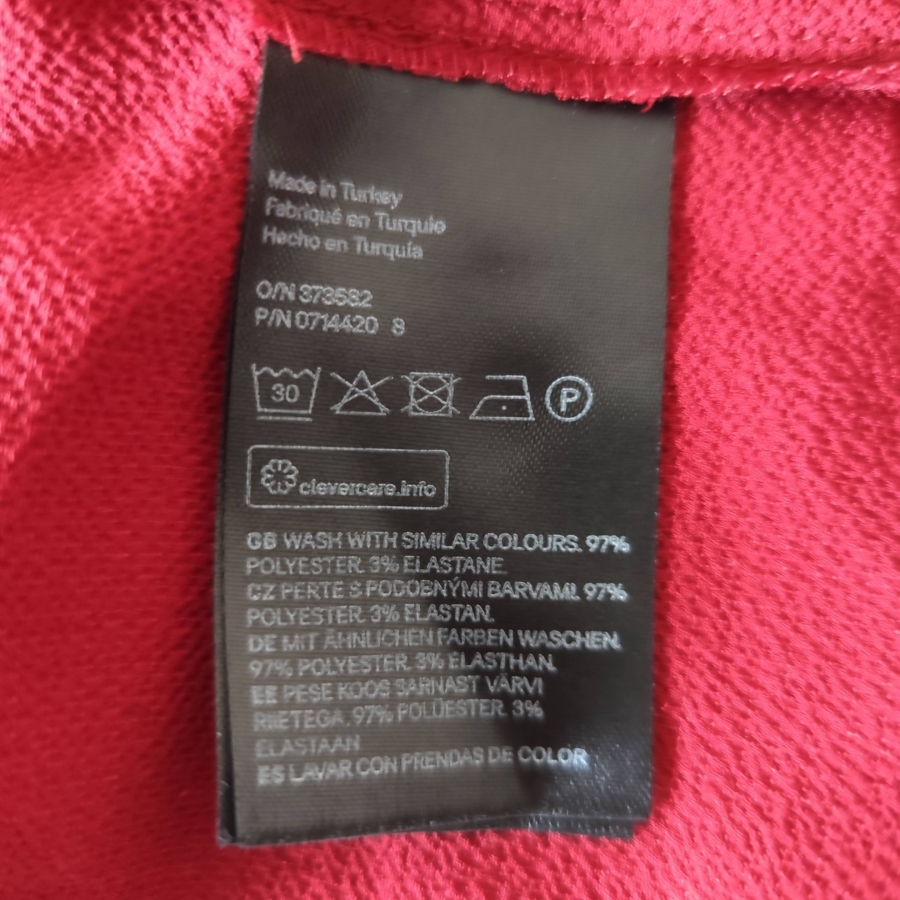 Made in Turkey
Fabriqué en Turquie
Hecho en Turquía
O/N 373582
P/N 0714420 8
30
P
clevercare.info
GB WASH WITH SIMILAR COLOURS. 97%
POLYESTER. 3% ELASTANE.
CZ PERTE S PODOBNÝMI BARVAMI. 97%
POLYESTER. 3% ELASTAN.
DE MIT ÄHNLICHEN FARBEN WASCHEN.
97% POLYESTER. 3% ELASTHAN.
EE PESE KOOS SARNAST VÄRVI
RIIETEGA. 97% POLÜESTER. 3%
ELASTAAN
ES LAVAR CON PRENDAS DE COLOR